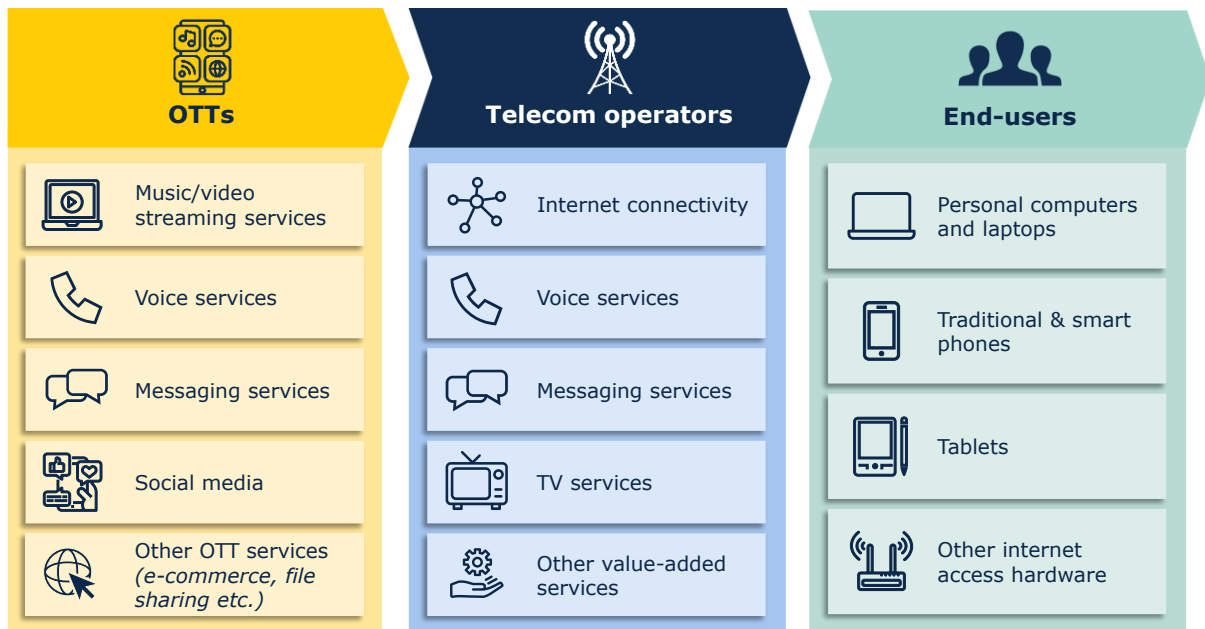 OTTs
Music/video
streaming services
Voice services
Messaging services
Social media
Other OTT services
(e-commerce, file
sharing etc.)
Telecom operators
Internet connectivity
Voice services
Messaging services
TV services
Other value-added
services
End-users
Personal computers
and laptops
Traditional & smart
phones
Tablets
Other internet
access hardware